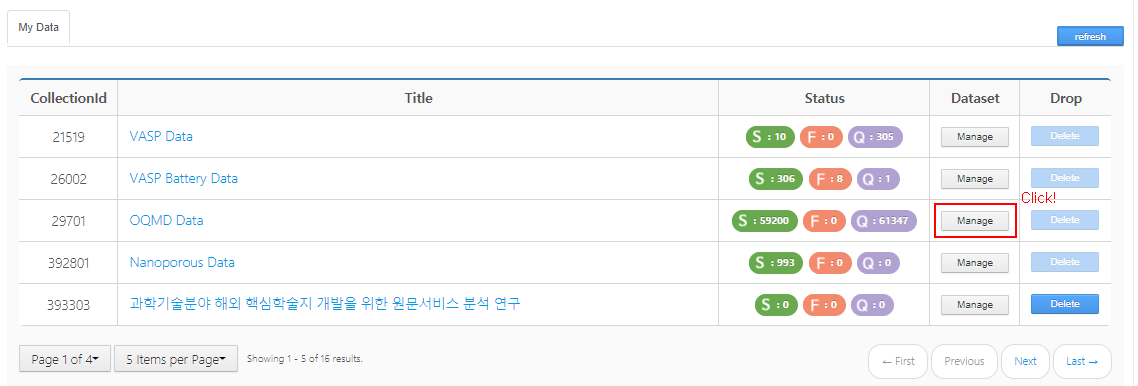 My Data
refresh
CollectionId Title Status Dataset Drop
21519 VASP Data S : 10 F : 0 Q : 305 Manage Delete
26002 VASP Battery Data S : 306 F : 8 Q : 1 Manage Delete
Click!
29701 OQMD Data S : 59200 F : 0 Q : 61347 Manage Delete
392801 Nanoporous Data S : 993 F : 0 Q : 0 Manage Delete
393303 과학기술분야 해외 핵심학술지 개발을 위한 원문서비스 분석 연구 S : 0 F : 0 Q : 0 Manage Delete
Page 1 of 4 5 Items per Page Showing 1 - 5 of 16 results. ← First Previous Next Last →